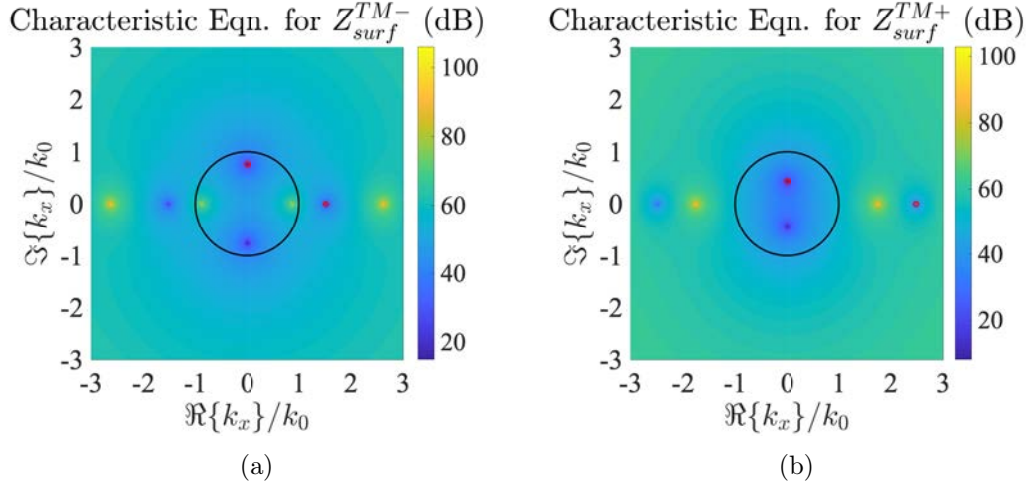 Characteristic Eqn. for $Z_{surf}^{TM-}$ (dB)
3
2
1
0
-1
-2
-3
ℑ{k_x}/k_0
-3 -2 -1 0 1 2 3
ℜ{k_x}/k_0
100
80
60
40
20
(a)
Characteristic Eqn. for $Z_{surf}^{TM+}$ (dB)
3
2
1
0
-1
-2
-3
ℑ{k_x}/k_0
-3 -2 -1 0 1 2 3
ℜ{k_x}/k_0
100
80
60
40
20
(b)